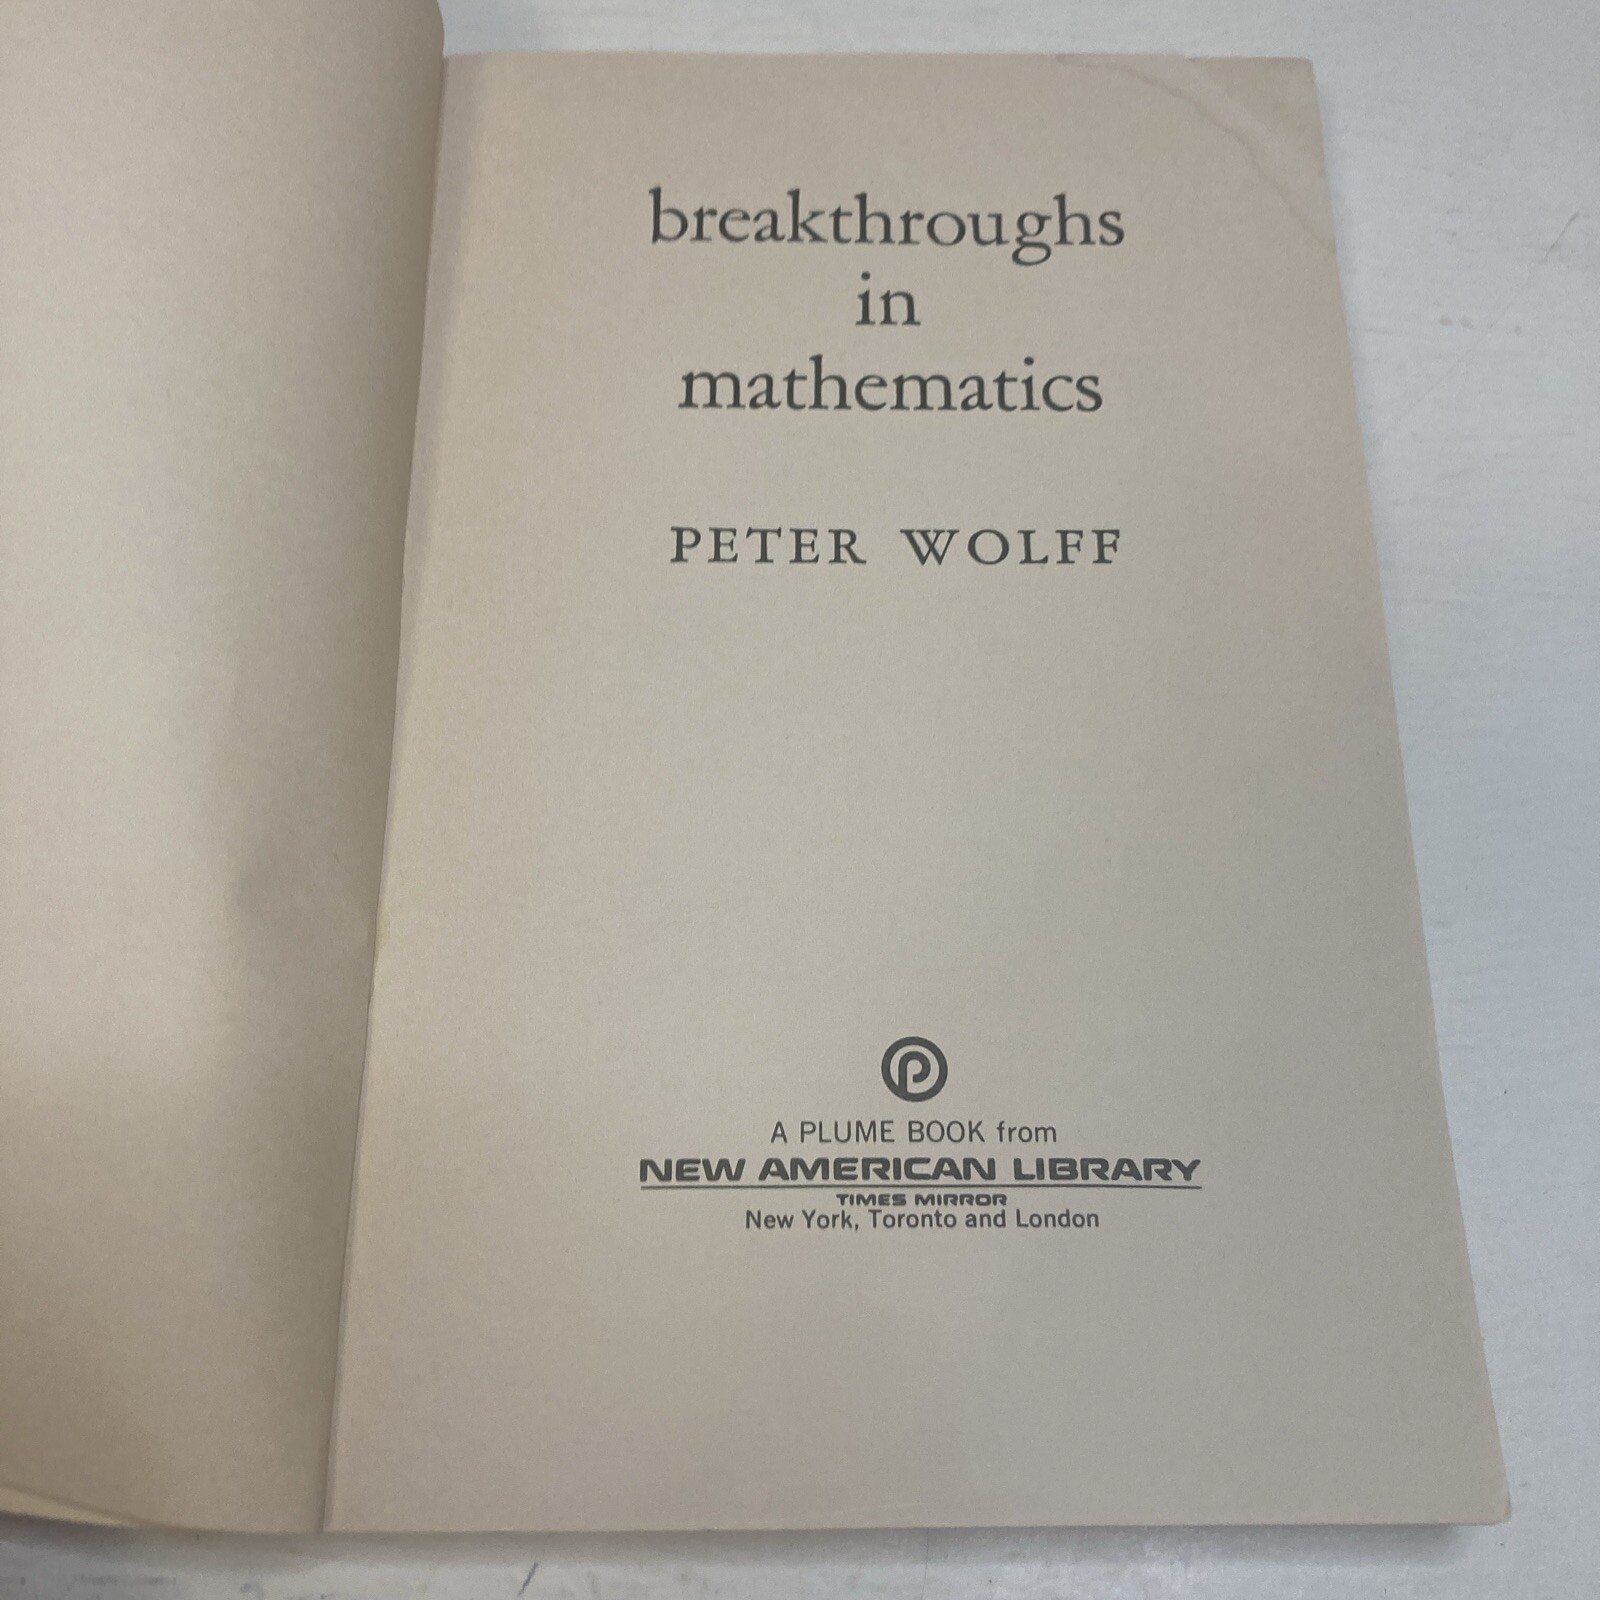 breakthroughs
in
mathematics
PETER WOLFF
P
A PLUME BOOK from
NEW AMERICAN LIBRARY
TIMES MIRROR
New York, Toronto and London